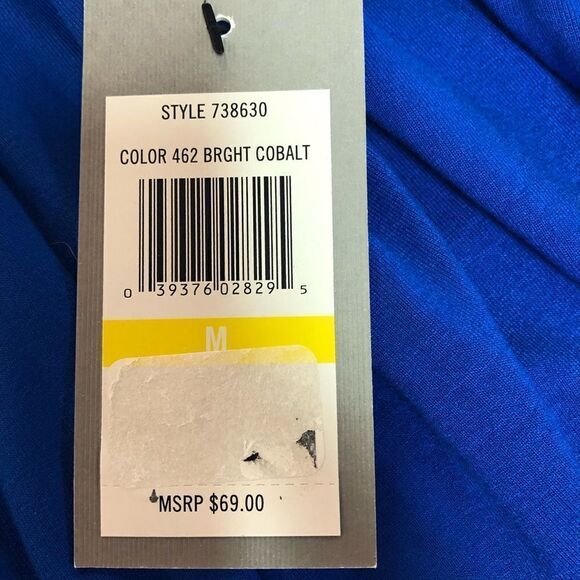 STYLE 738630
COLOR 462 BRGHT COBALT
0 39376 02829 5
M
MSRP $69.00